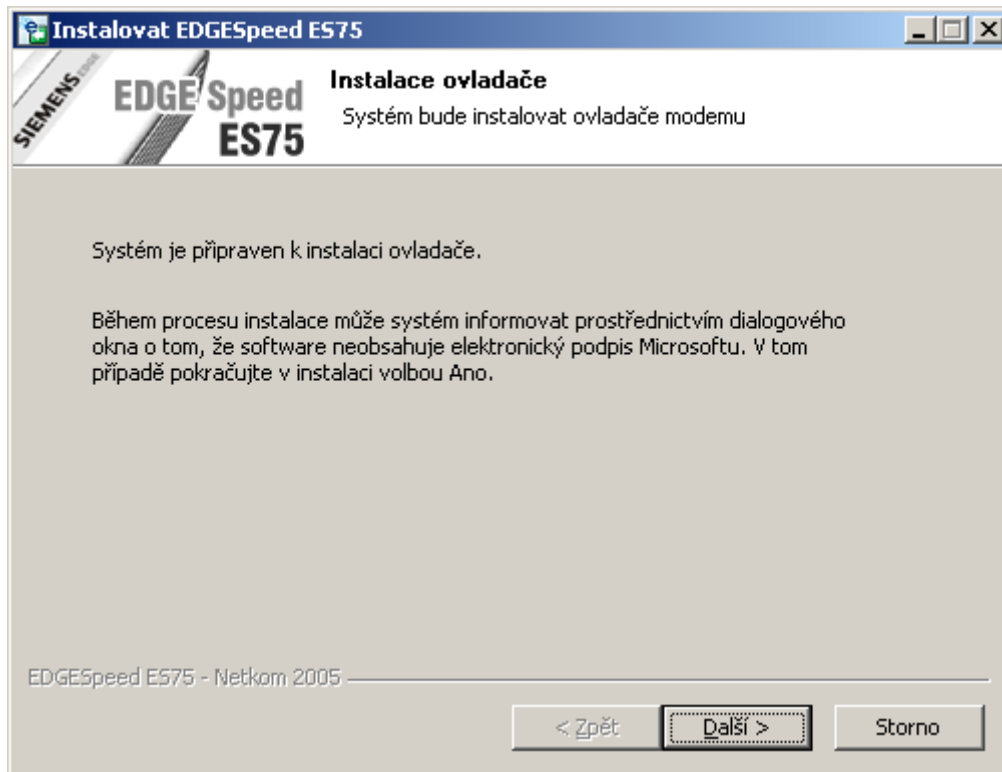 Instalovat EDGESpeed ES75
SIEMENS EDGE
EDGE Speed
ES75
Instalace ovladače
Systém bude instalovat ovladače modemu
Systém je připraven k instalaci ovladače.
Během procesu instalace může systém informovat prostřednictvím dialogového
okna o tom, že software neobsahuje elektronický podpis Microsoftu. V tom
případě pokračujte v instalaci volbou Ano.
EDGESpeed ES75 - Netkom 2005
< Zpět
Další >
Storno